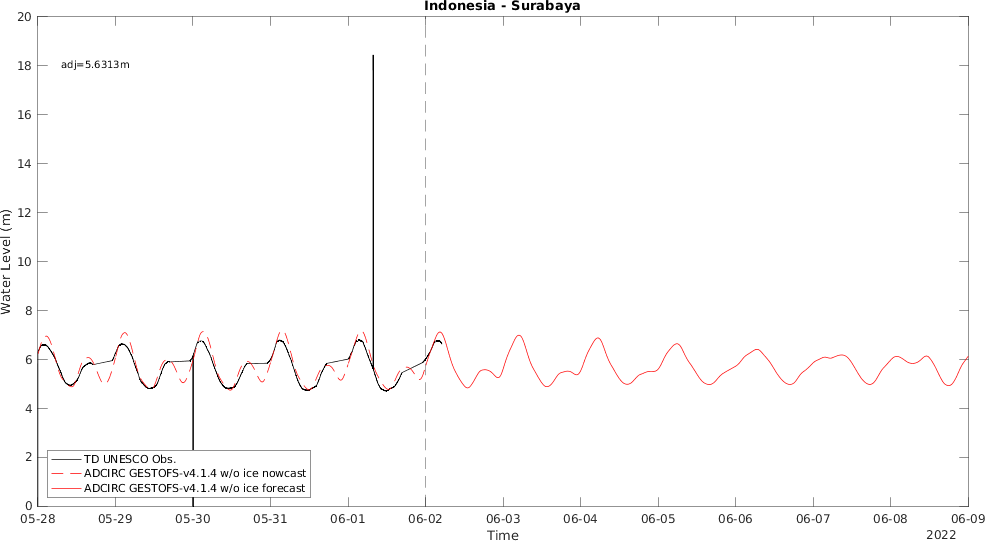 Indonesia - Surabaya
20
18
16
14
12
10
8
6
4
2
0
Water Level (m)
adj=5.6313m
TD UNESCO Obs.
ADCIRC GESTOFS-v4.1.4 w/o ice nowcast
ADCIRC GESTOFS-v4.1.4 w/o ice forecast
05-28 05-29 05-30 05-31 06-01 06-02 06-03 06-04 06-05 06-06 06-07 06-08 06-09
Time
2022